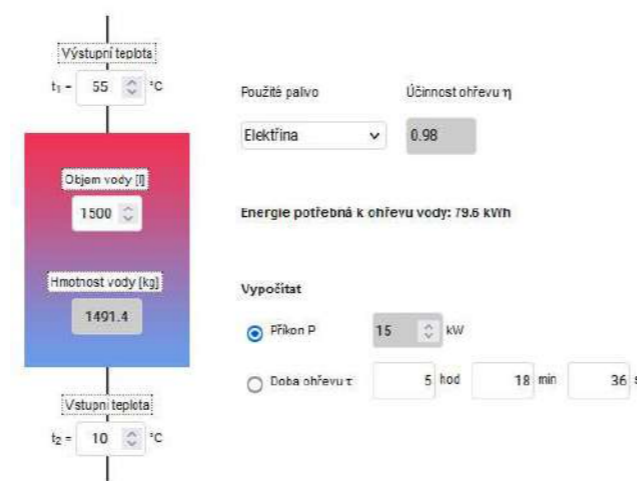 Výstupní teplota
t₁ = 55 °C
Použité palivo Účinnost ohřevu η
Elektřina 0.98
Objem vody [l]
1500
Energie potřebná k ohřevu vody: 79.6 kWh
Hmotnost vody [kg]
1491.4
Vypočítat
Příkon P 15 kW
Doba ohřevu τ 5 hod 18 min 36 s
Vstupní teplota
t₂ = 10 °C